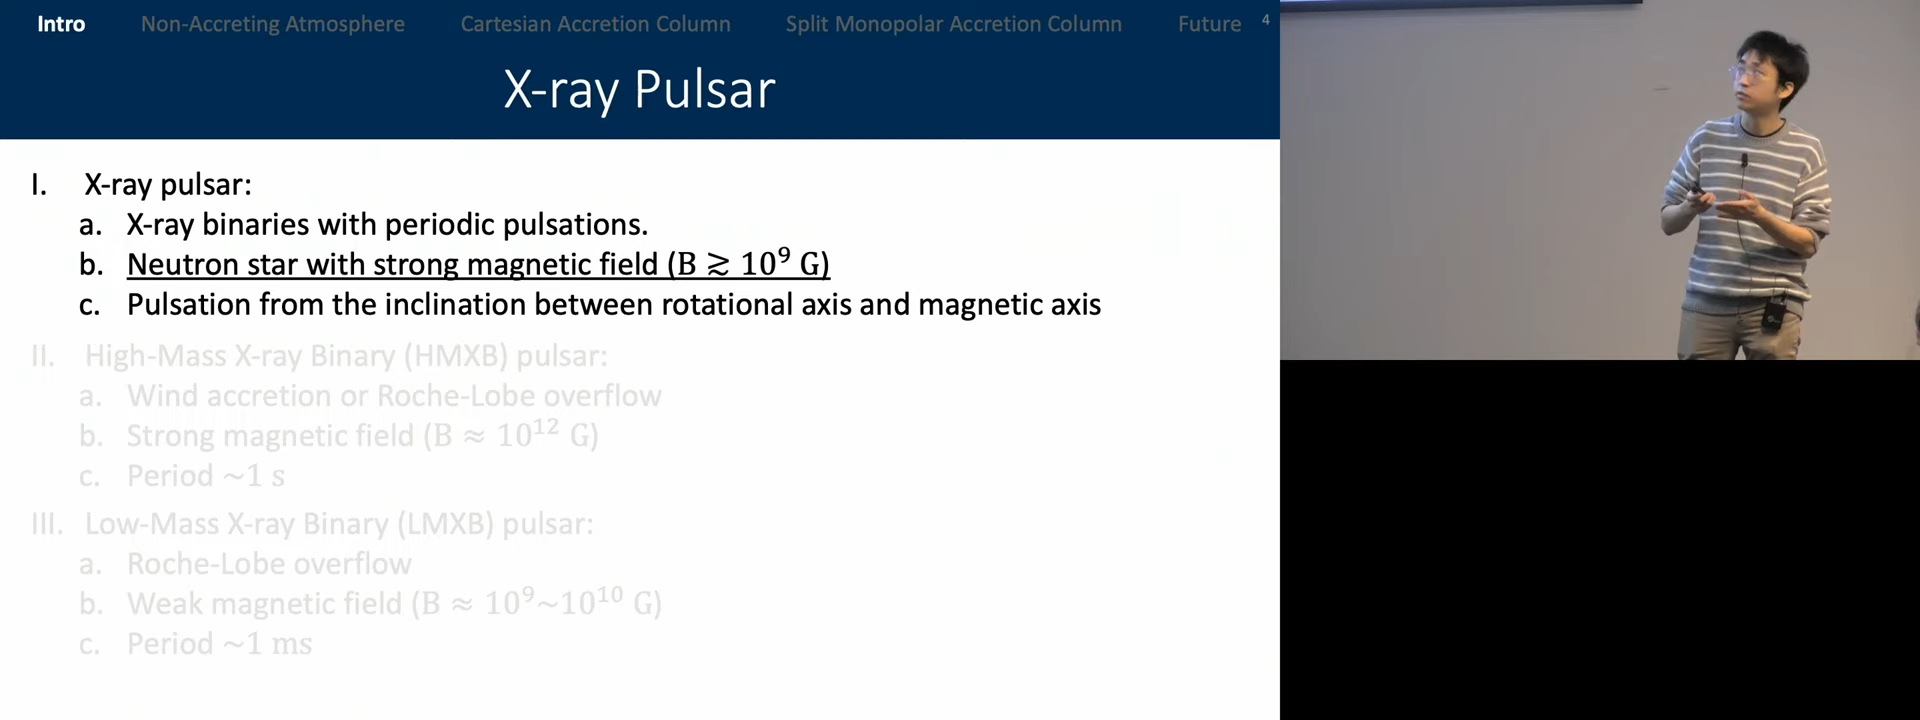 Intro Non-Accreting Atmosphere Cartesian Accretion Column Split Monopolar Accretion Column Future 4
X-ray Pulsar
I. X-ray pulsar:
a. X-ray binaries with periodic pulsations.
b. Neutron star with strong magnetic field (B ≳ 10⁹ G)
c. Pulsation from the inclination between rotational axis and magnetic axis
II. High-Mass X-ray Binary (HMXB) pulsar:
a. Wind accretion or Roche-Lobe overflow
b. Strong magnetic field (B ≈ 10¹² G)
c. Period ~1 s
III. Low-Mass X-ray Binary (LMXB) pulsar:
a. Roche-Lobe overflow
b. Weak magnetic field (B ≈ 10⁹~10¹⁰ G)
c. Period ~1 ms